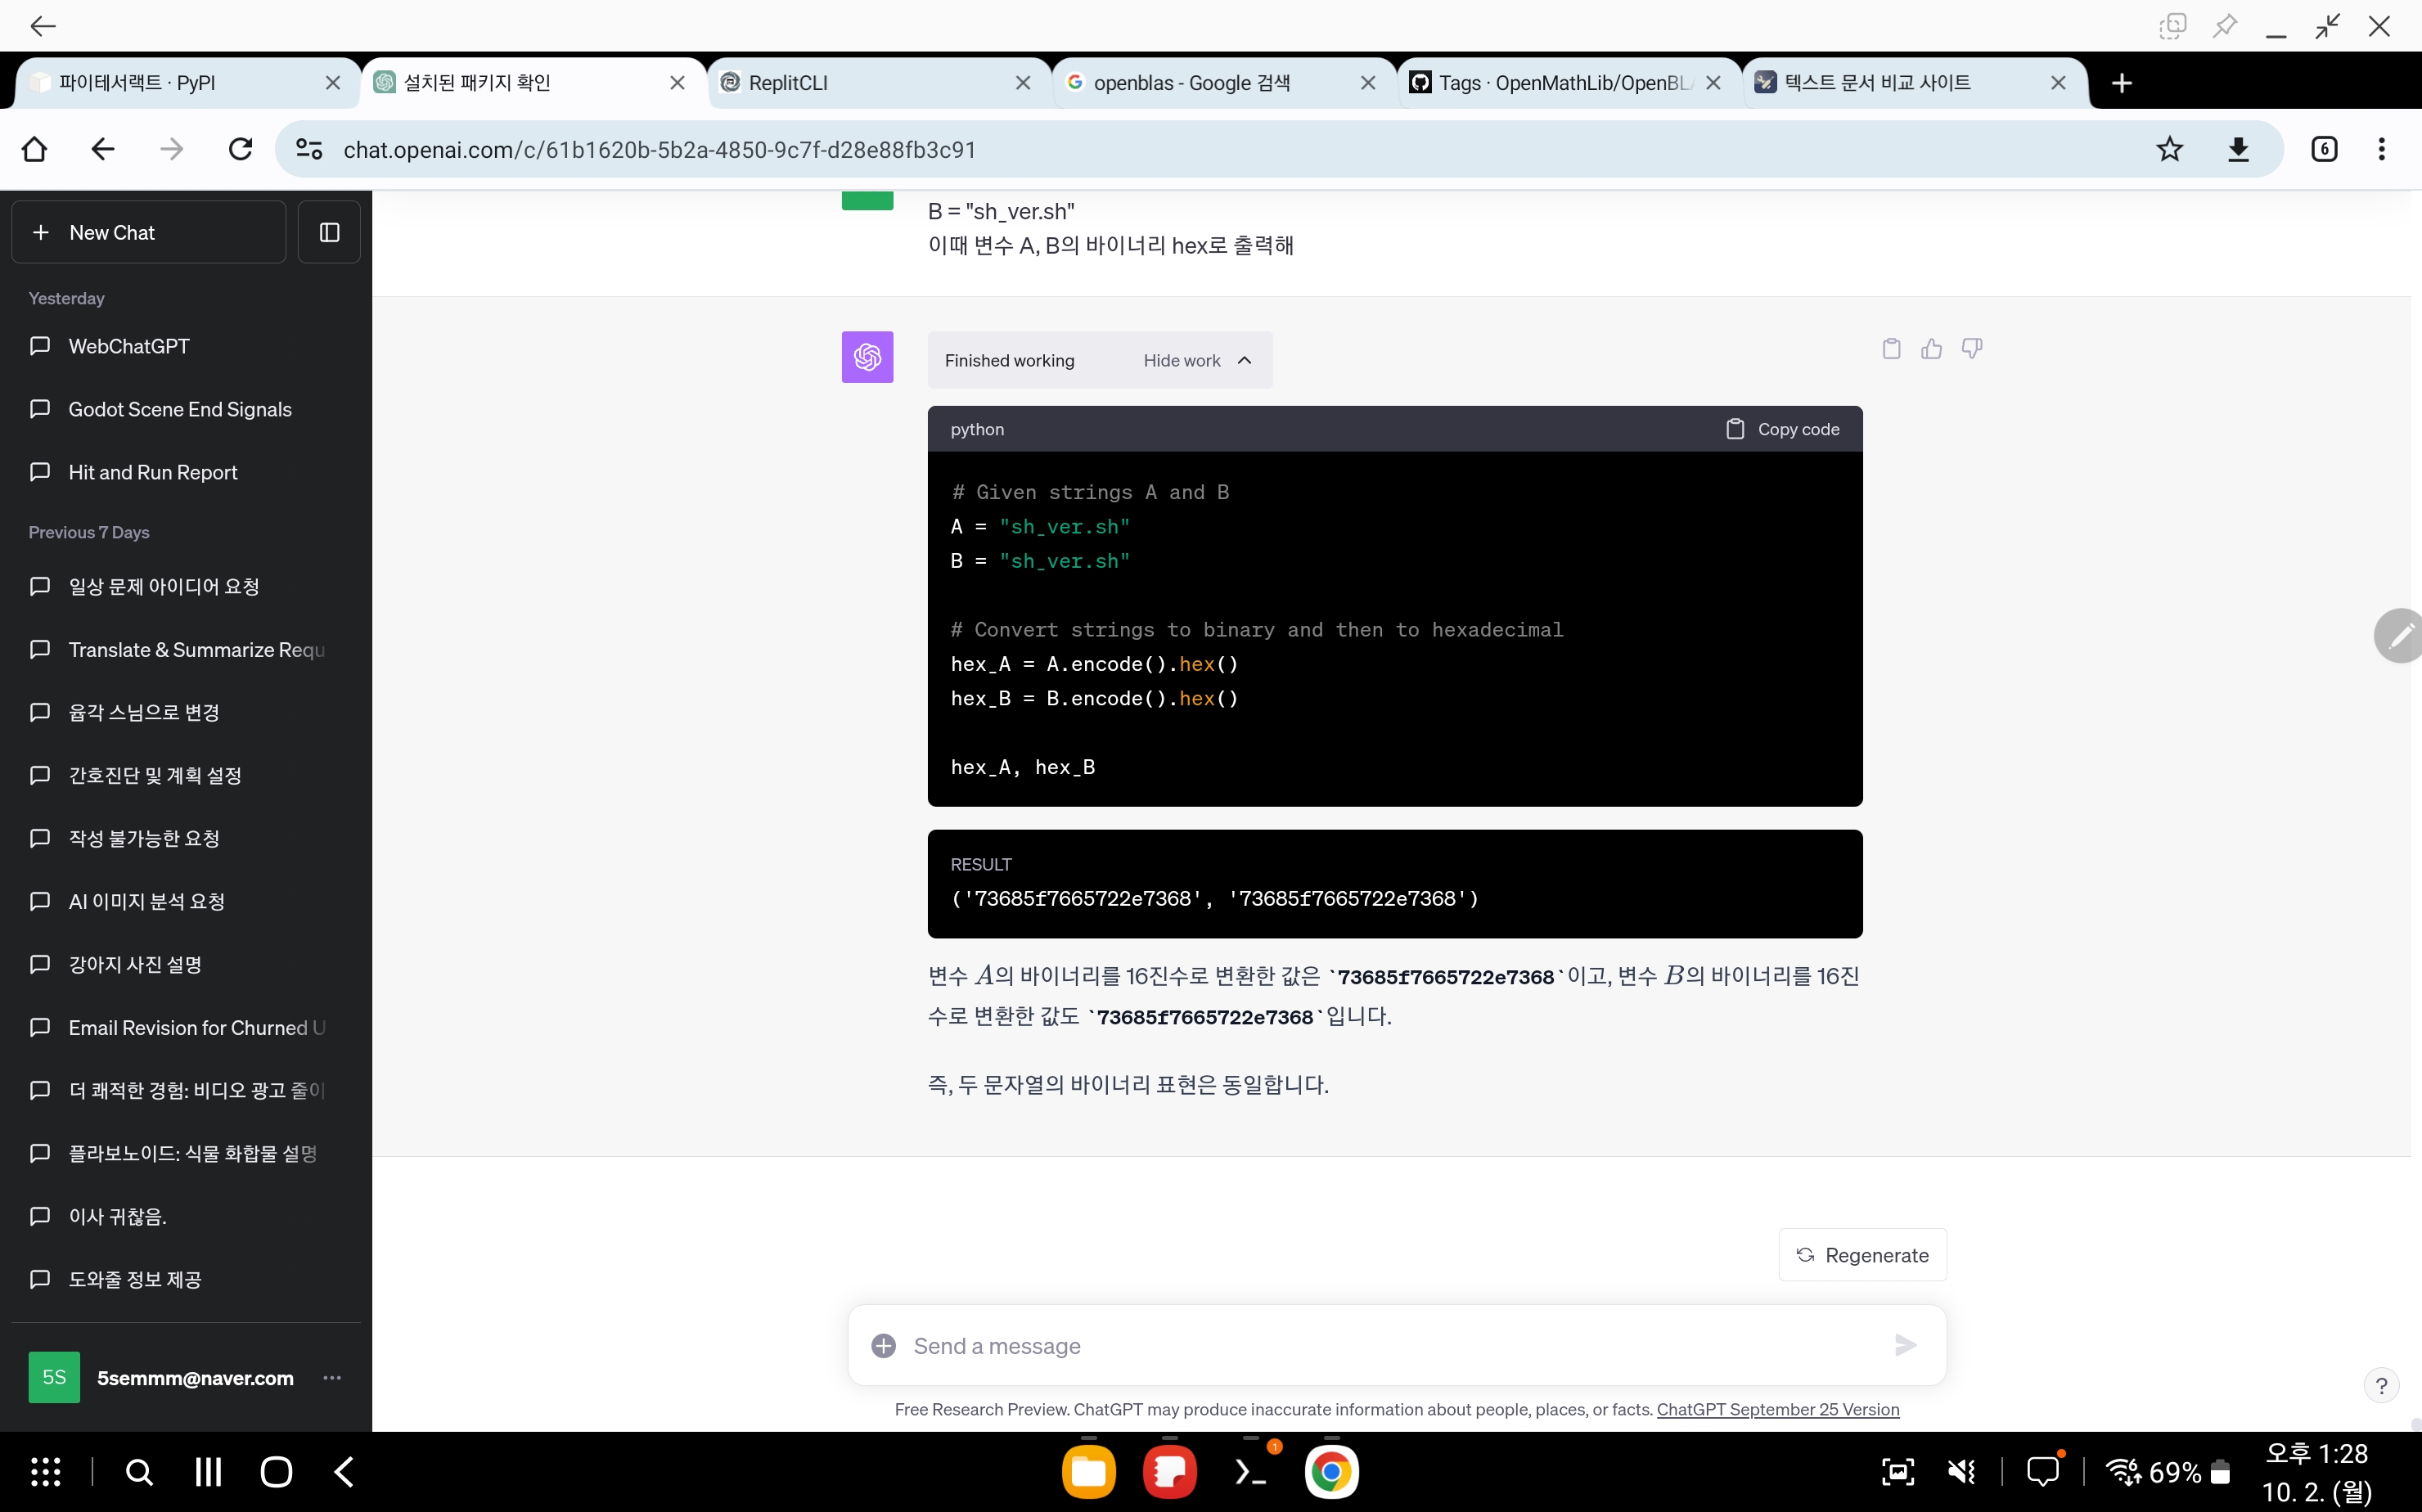 파이테서랙트 · PyPI
설치된 패키지 확인
ReplitCLI
openblas - Google 검색
Tags · OpenMathLib/OpenBL
텍스트 문서 비교 사이트
chat.openai.com/c/61b1620b-5b2a-4850-9c7f-d28e88fb3c91
6
New Chat
Yesterday
WebChatGPT
Godot Scene End Signals
Hit and Run Report
Previous 7 Days
일상 문제 아이디어 요청
Translate & Summarize Requ
율각 스님으로 변경
간호진단 및 계획 설정
작성 불가능한 요청
AI 이미지 분석 요청
강아지 사진 설명
Email Revision for Churned U
더 쾌적한 경험: 비디오 광고 줄이
플라보노이드: 식물 화합물 설명
이사 귀찮음.
도와줄 정보 제공
5S
5semmm@naver.com
B = "sh_ver.sh"
이때 변수 A, B의 바이너리 hex로 출력해
Finished working Hide work
python Copy code
# Given strings A and B
A = "sh_ver.sh"
B = "sh_ver.sh"
# Convert strings to binary and then to hexadecimal
hex_A = A.encode().hex()
hex_B = B.encode().hex()
hex_A, hex_B
RESULT
('73685f7665722e7368', '73685f7665722e7368')
변수 A의 바이너리를 16진수로 변환한 값은 `73685f7665722e7368`이고, 변수 B의 바이너리를 16진
수로 변환한 값도 `73685f7665722e7368`입니다.
즉, 두 문자열의 바이너리 표현은 동일합니다.
Regenerate
Send a message
?
Free Research Preview. ChatGPT may produce inaccurate information about people, places, or facts. ChatGPT September 25 Version
1
69%
오후 1:28
10. 2. (월)